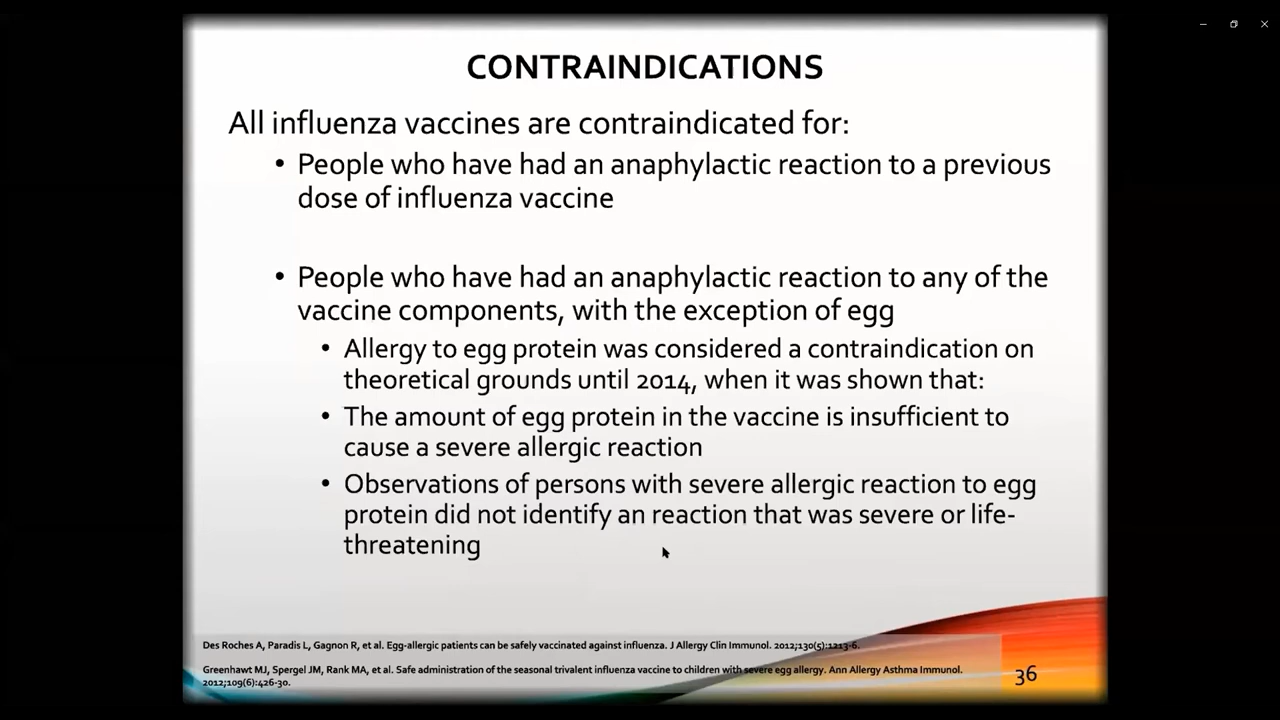 CONTRAINDICATIONS
All influenza vaccines are contraindicated for:
• People who have had an anaphylactic reaction to a previous
dose of influenza vaccine
• People who have had an anaphylactic reaction to any of the
vaccine components, with the exception of egg
• Allergy to egg protein was considered a contraindication on
theoretical grounds until 2014, when it was shown that:
• The amount of egg protein in the vaccine is insufficient to
cause a severe allergic reaction
• Observations of persons with severe allergic reaction to egg
protein did not identify an reaction that was severe or life-
threatening
Des Roches A, Paradis L, Gagnon R, et al. Egg-allergic patients can be safely vaccinated against influenza. J Allergy Clin Immunol. 2012;130(5):1213-6.
Greenhawt MJ, Spergel JM, Rank MA, et al. Safe administration of the seasonal trivalent influenza vaccine to children with severe egg allergy. Ann Allergy Asthma Immunol.
2012;109(6):426-30.
36